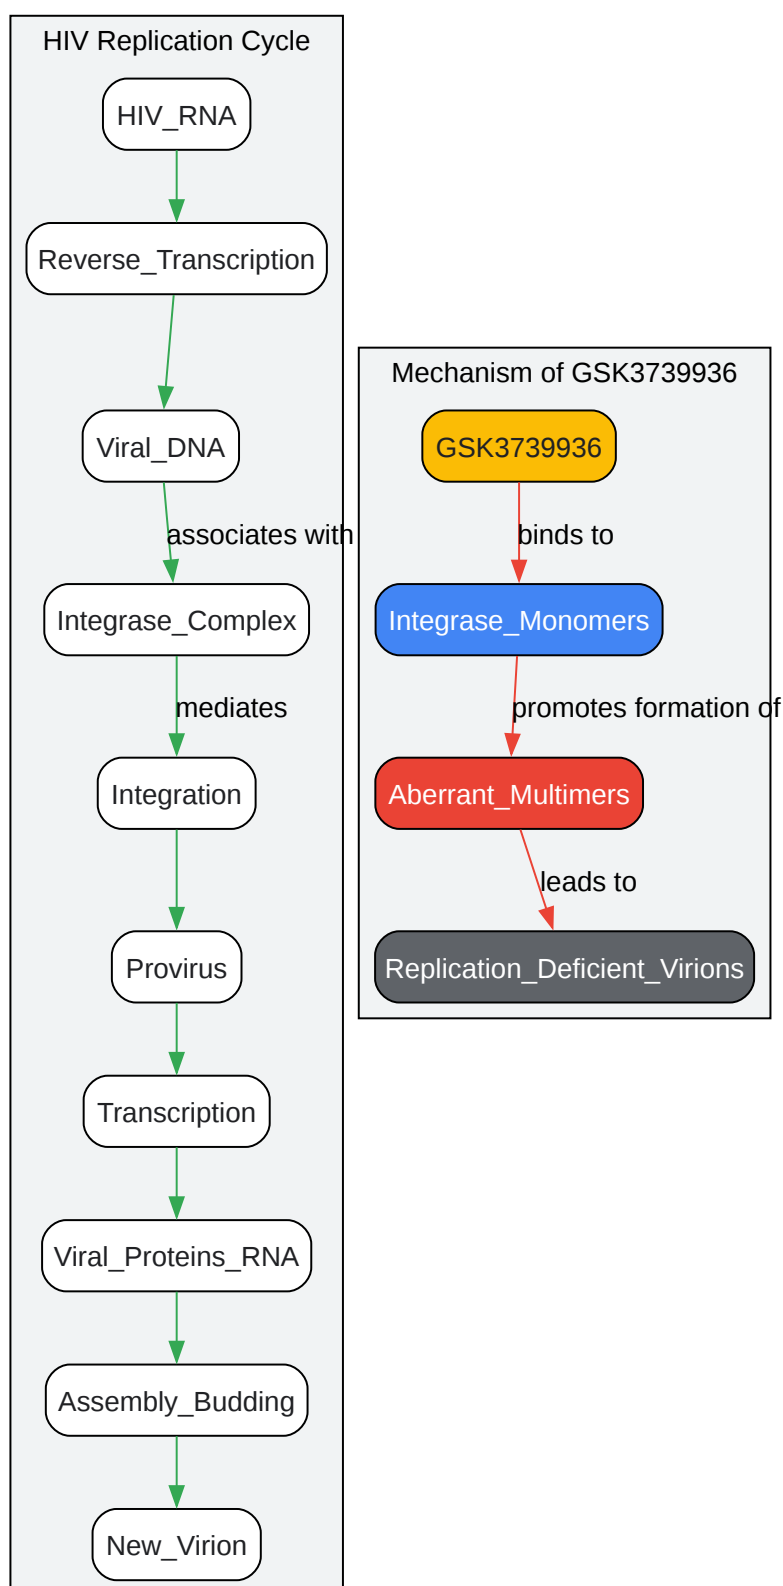 HIV Replication Cycle
HIV_RNA
Reverse_Transcription
Viral_DNA
associates with
Integrase_Complex
mediates
Integration
Provirus
Transcription
Viral_Proteins_RNA
Assembly_Budding
New_Virion
Mechanism of GSK3739936
GSK3739936
binds to
Integrase_Monomers
promotes formation of
Aberrant_Multimers
leads to
Replication_Deficient_Virions